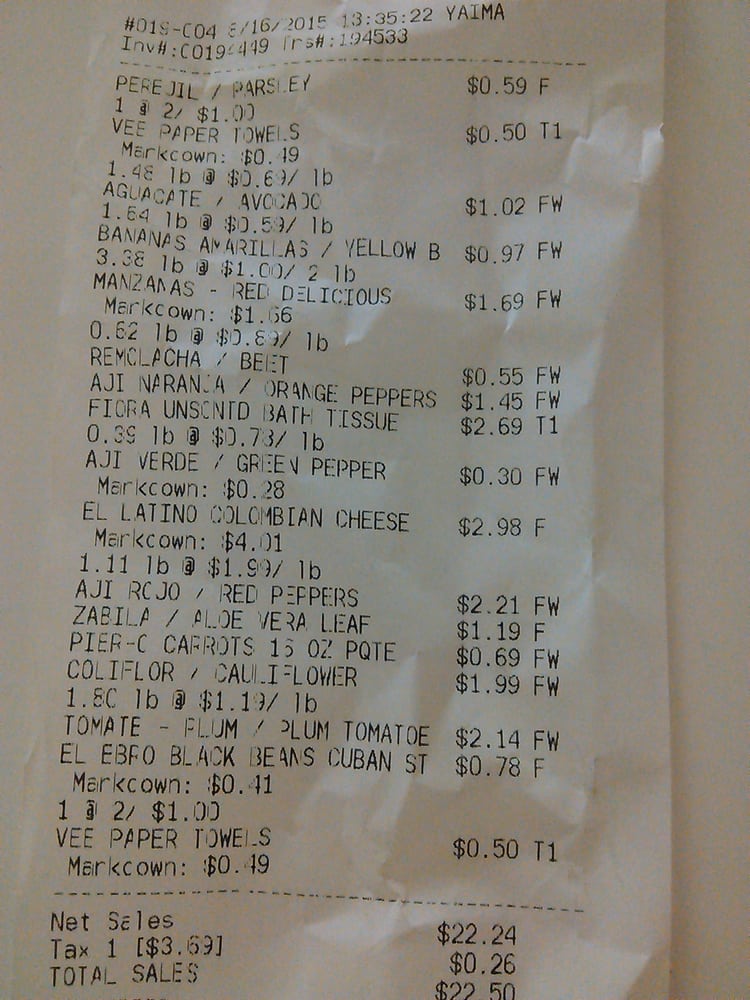 #01S-C04 6/16/2015 13:35:22 YAIMA
Inv#:C0194449 Trs#:194533
PEREJIL / PARSLEY $0.59 F
1 @ 2/ $1.00
VEE PAPER TOWELS $0.50 T1
Markdown: $0.49
1.48 lb @ $0.69/ lb
AGUACATE / AVOCADO $1.02 FW
1.64 lb @ $0.59/ lb
BANANAS AMARILLAS / YELLOW B $0.97 FW
3.38 lb @ $1.00/ 2 lb
MANZANAS - RED DELICIOUS $1.69 FW
Markdown: $1.66
0.62 lb @ $0.89/ lb
REMOLACHA / BEET $0.55 FW
AJI NARANJA / ORANGE PEPPERS $1.45 FW
FIORA UNSCNTD BATH TISSUE $2.69 T1
0.39 lb @ $0.78/ lb
AJI VERDE / GREEN PEPPER $0.30 FW
Markdown: $0.28
EL LATINO COLOMBIAN CHEESE $2.98 F
Markdown: $4.01
1.11 lb @ $1.99/ lb
AJI ROJO / RED PEPPERS $2.21 FW
ZABILA / ALOE VERA LEAF $1.19 F
PIER-C CARROTS 16 OZ PQTE $0.69 FW
COLIFLOR / CAULIFLOWER $1.99 FW
1.80 lb @ $1.19/ lb
TOMATE - PLUM / PLUM TOMATOE $2.14 FW
EL EBRO BLACK BEANS CUBAN ST $0.78 F
Markdown: $0.41
1 @ 2/ $1.00
VEE PAPER TOWELS $0.50 T1
Markdown: $0.49
Net Sales $22.24
Tax 1 [$3.69] $0.26
TOTAL SALES $22.50